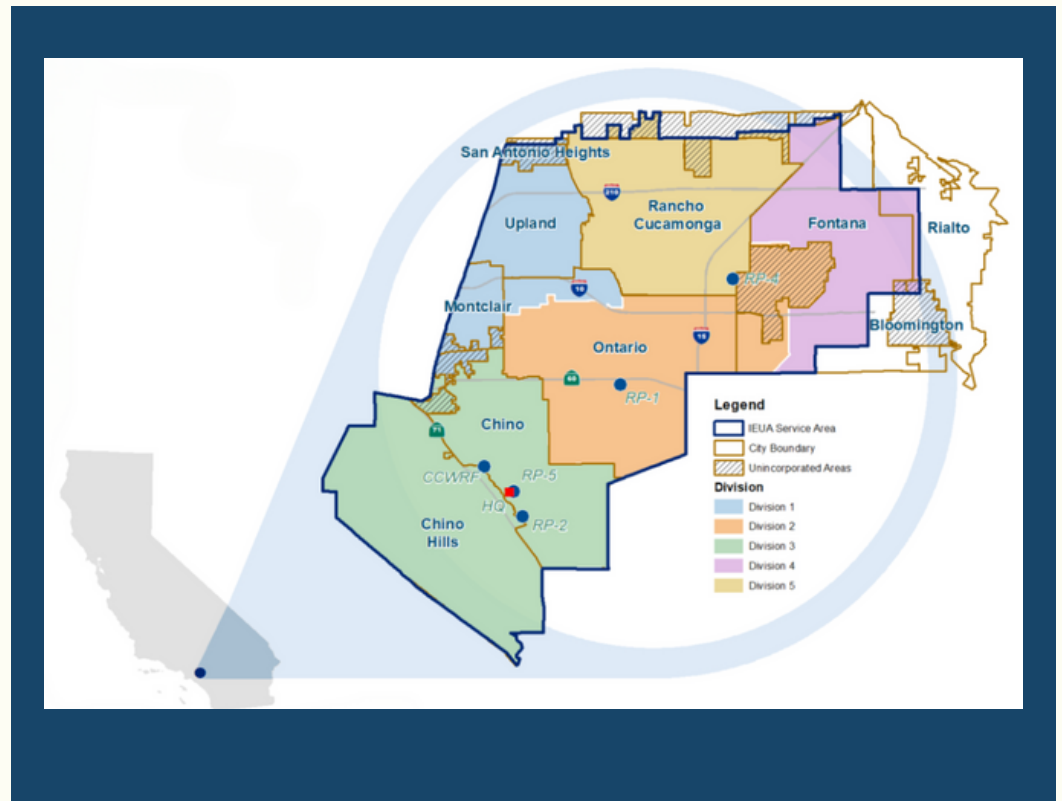 San Antonio Heights
210
Upland
Rancho
Cucamonga
Fontana
Rialto
RP-4
10
Montclair
15
Bloomington
Ontario
60
RP-1
Chino
71
CCWRF
RP-5
HQ
RP-2
Chino
Hills
Legend
IEUA Service Area
City Boundary
Unincorporated Areas
Division
Division 1
Division 2
Division 3
Division 4
Division 5